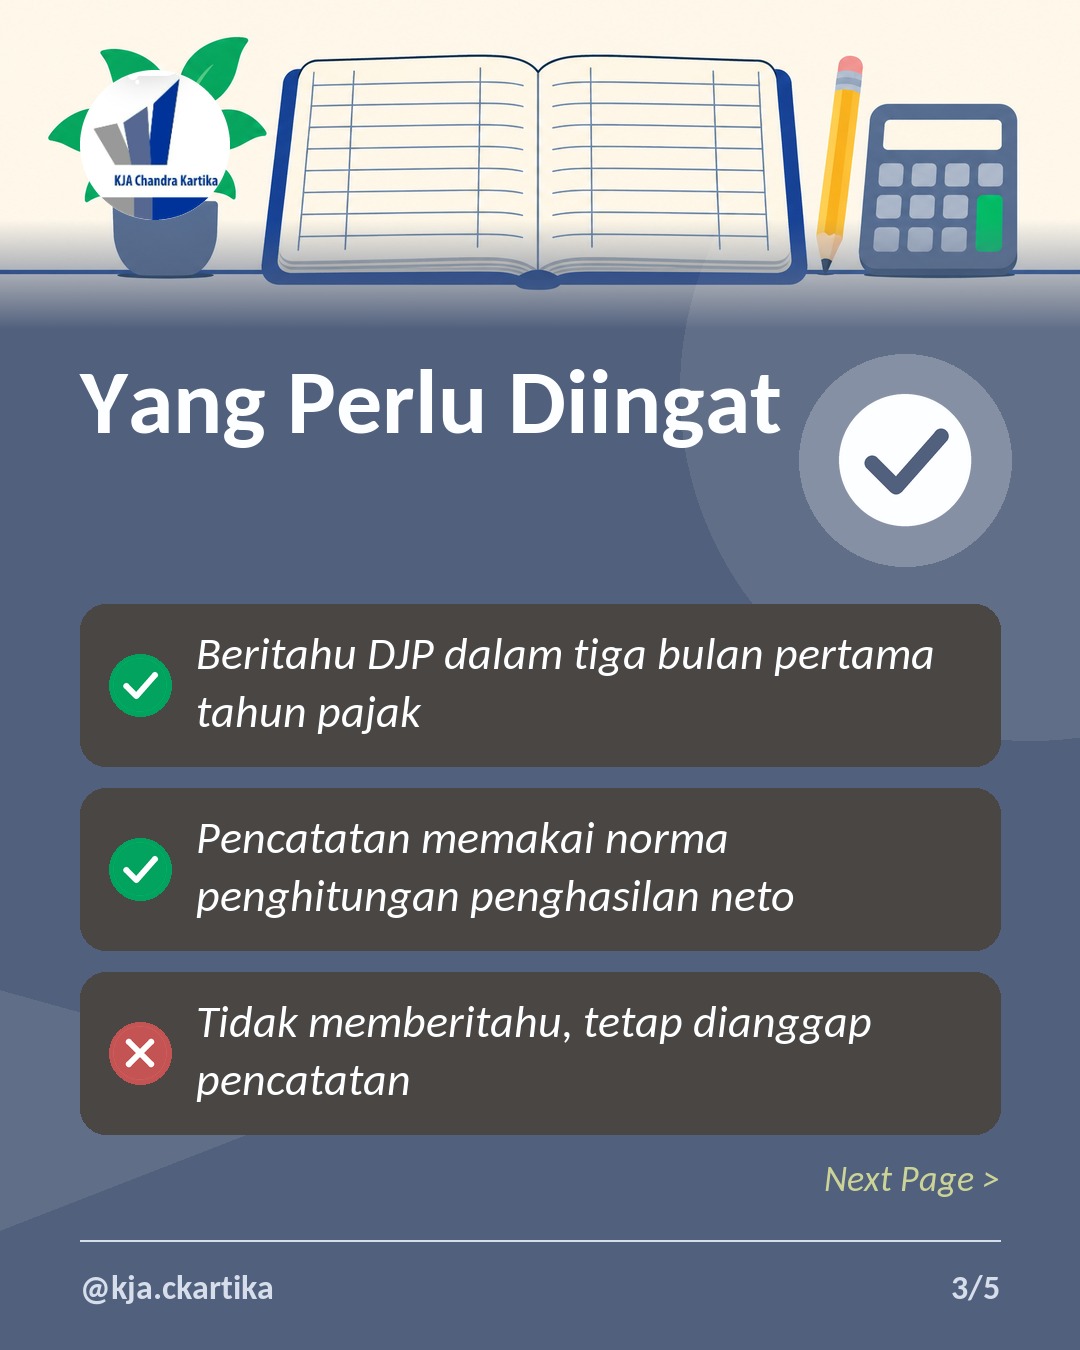 KJA Chandra Kartika
Yang Perlu Diingat
Beritahu DJP dalam tiga bulan pertama
tahun pajak
Pencatatan memakai norma
penghitungan penghasilan neto
Tidak memberitahu, tetap dianggap
pencatatan
Next Page >
@kja.ckartika
3/5